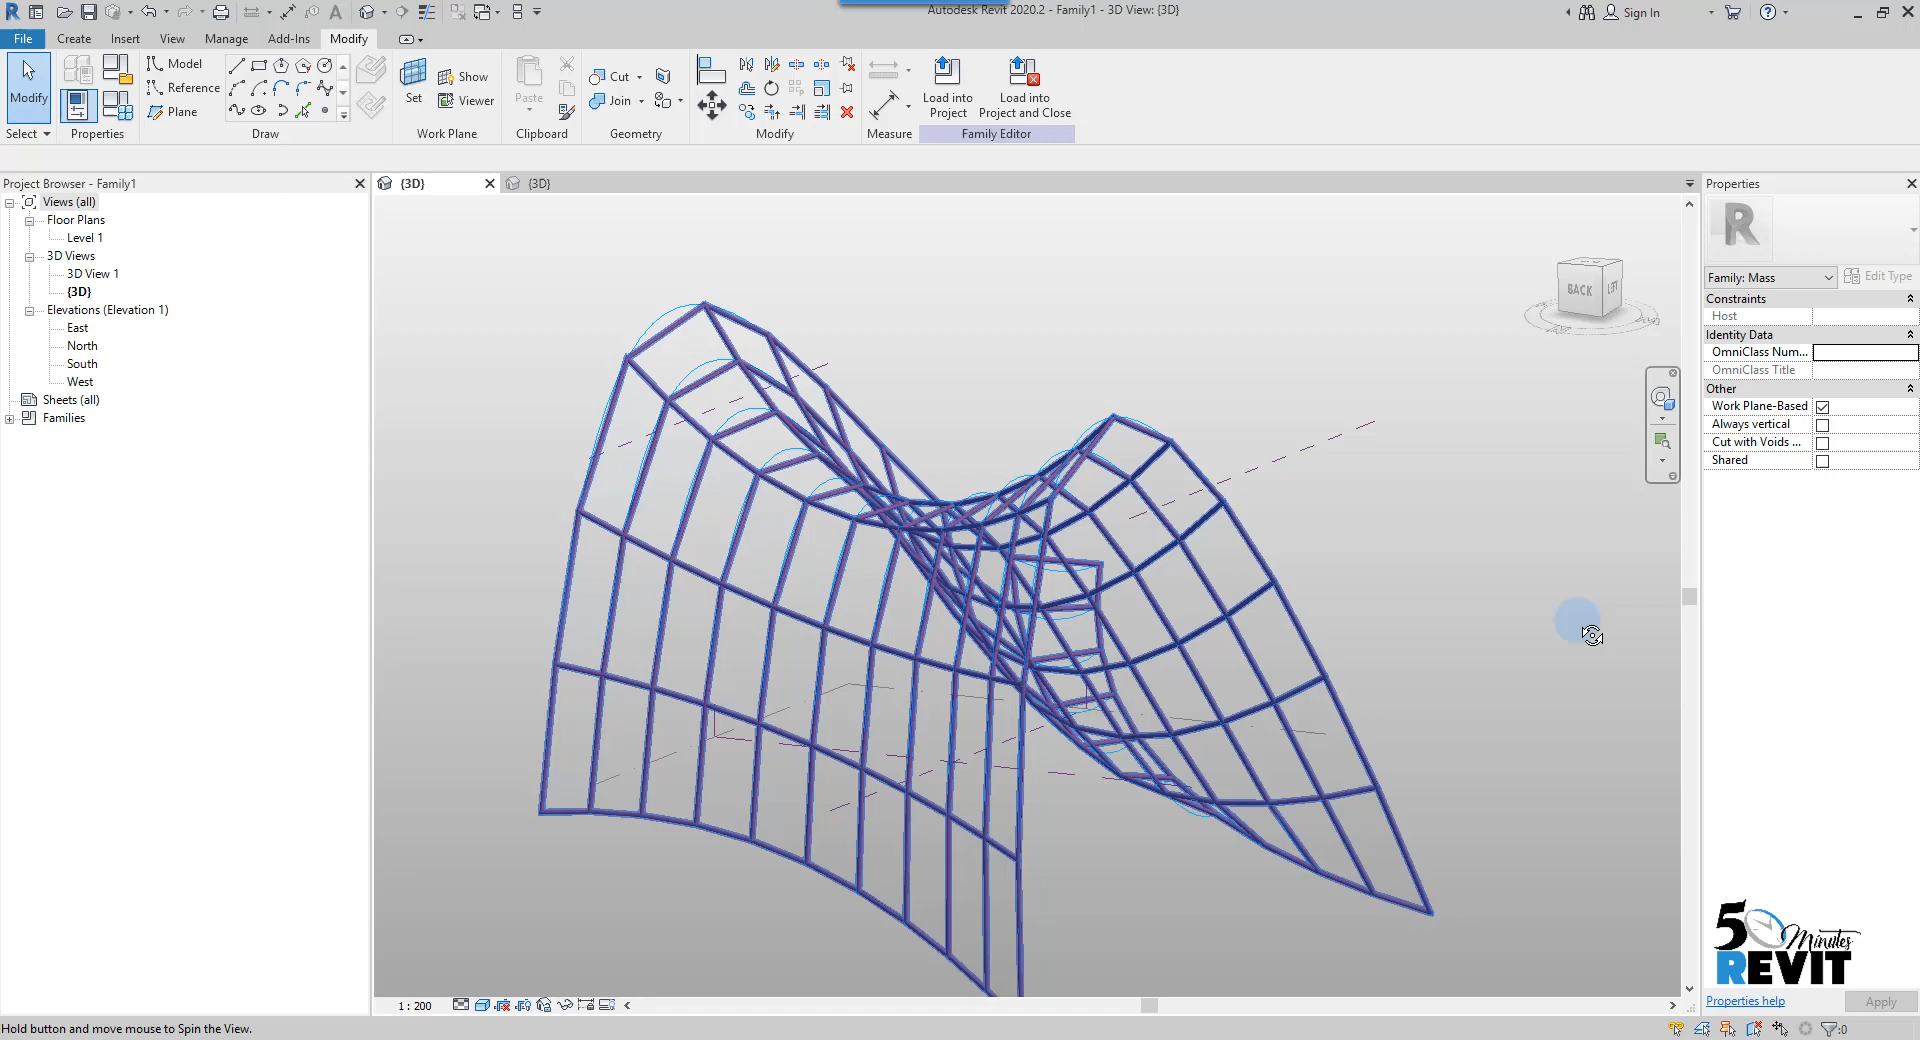 Autodesk Revit 2020.2 - Family1 - 3D View: {3D}
Sign In
File
Create
Insert
View
Manage
Add-Ins
Modify
Modify
Select
Properties
Model
Reference
Plane
Draw
Set
Show
Viewer
Work Plane
Paste
Clipboard
Cut
Join
Geometry
Modify
Measure
Load into
Project
Load into
Project and Close
Family Editor
Project Browser - Family1
Views (all)
Floor Plans
Level 1
3D Views
3D View 1
{3D}
Elevations (Elevation 1)
East
North
South
West
Sheets (all)
Families
{3D}
{3D}
BACK
LEFT
Properties
R
Family: Mass
Edit Type
Constraints
Host
Identity Data
OmniClass Num...
OmniClass Title
Other
Work Plane-Based
Always vertical
Cut with Voids ...
Shared
5 Minutes
REVIT
Properties help
Apply
1 : 200
Hold button and move mouse to Spin the View.
:0